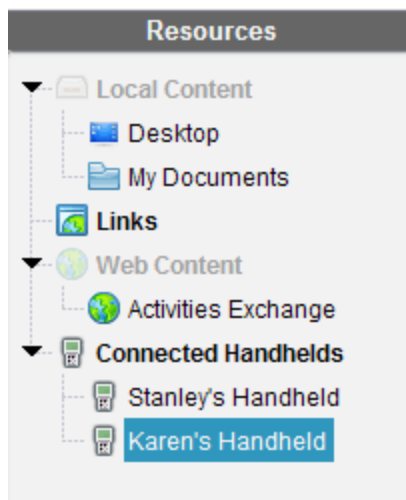 Resources
Local Content
Desktop
My Documents
Links
Web Content
Activities Exchange
Connected Handhelds
Stanley's Handheld
Karen's Handheld